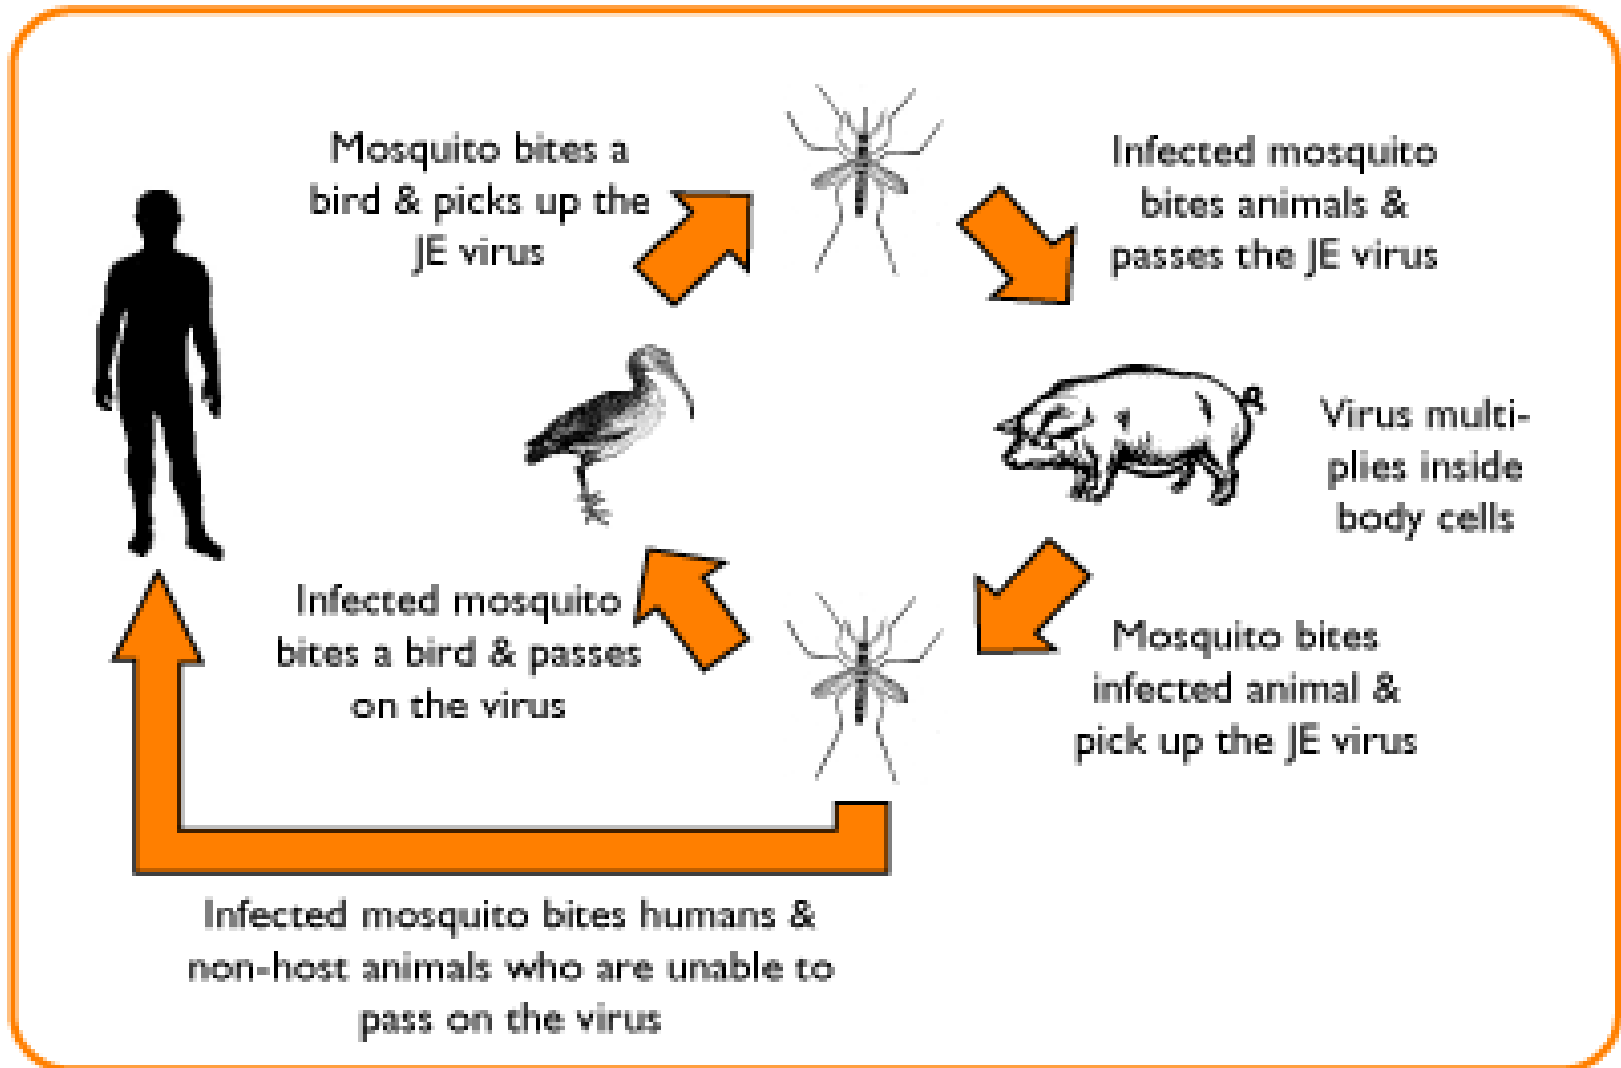 Mosquito bites a
bird & picks up the
JE virus
Infected mosquito
bites animals &
passes the JE virus
Virus multi-
plies inside
body cells
Mosquito bites
infected animal &
pick up the JE virus
Infected mosquito
bites a bird & passes
on the virus
Infected mosquito bites humans &
non-host animals who are unable to
pass on the virus